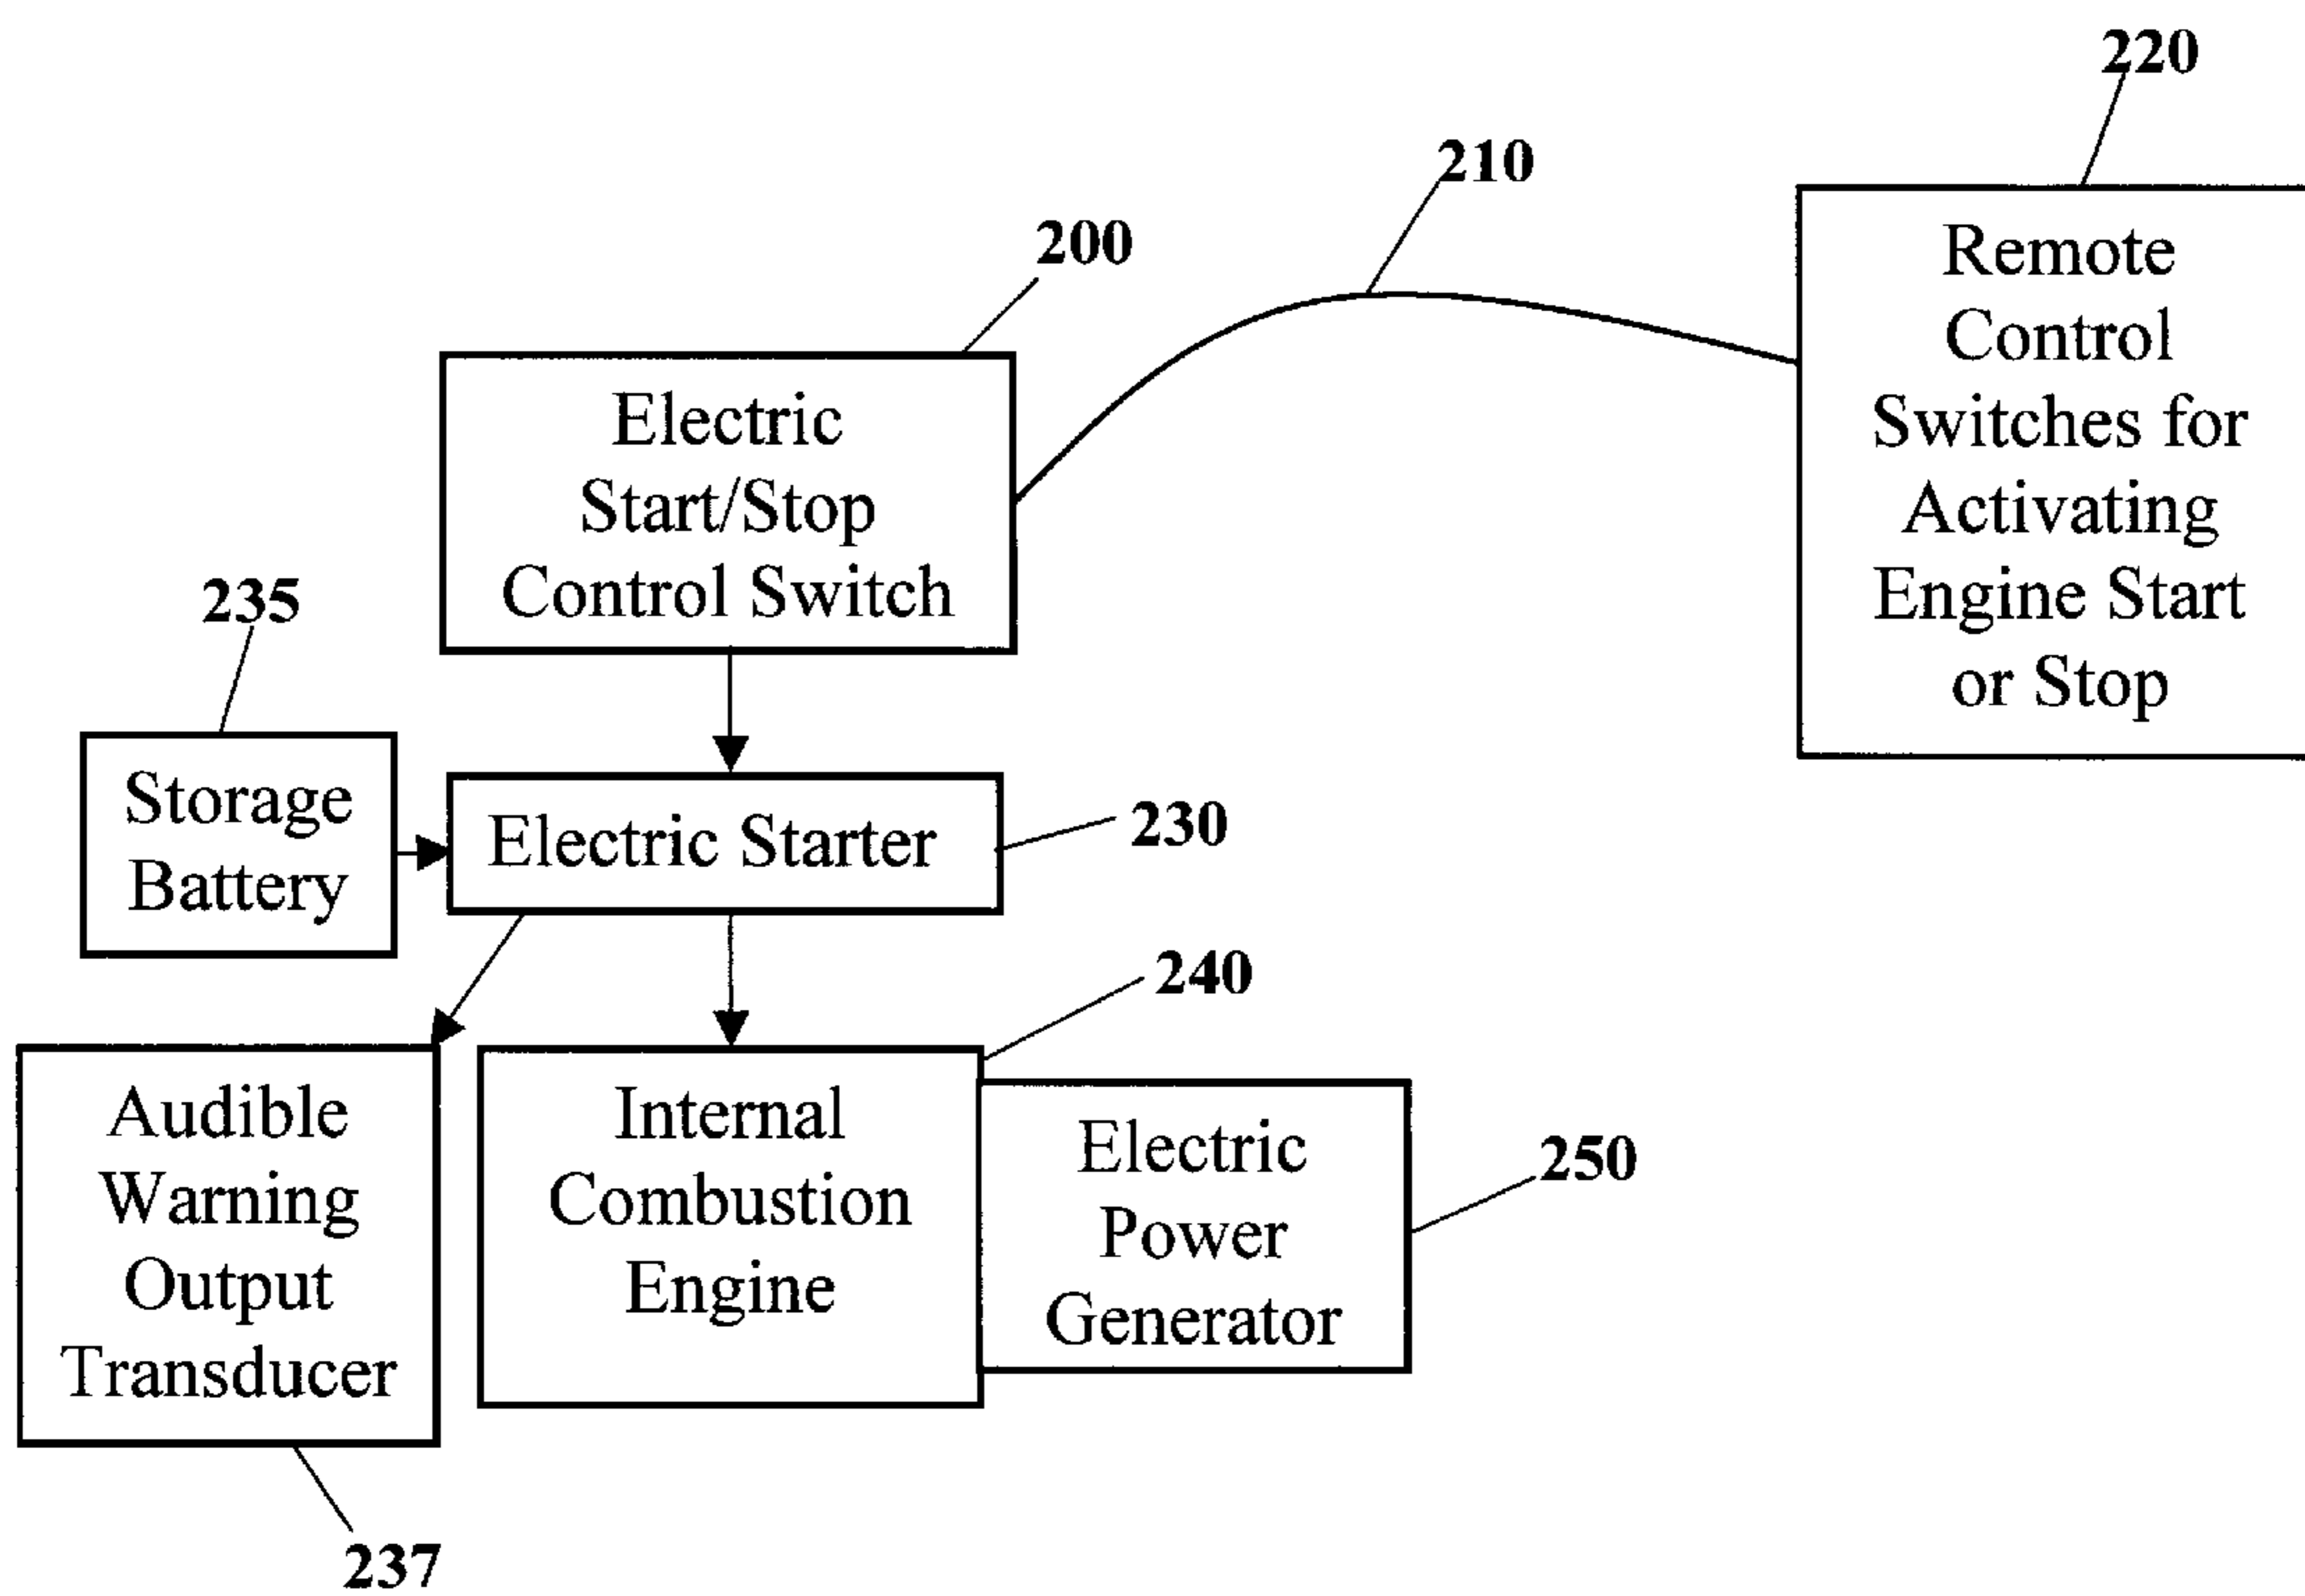 220
210
200
Remote
Control
Switches for
Activating
Engine Start
or Stop
Electric
Start/Stop
Control Switch
235
Storage
Battery
Electric Starter
230
240
Audible
Warning
Output
Transducer
Internal
Combustion
Engine
Electric
Power
Generator
250
237